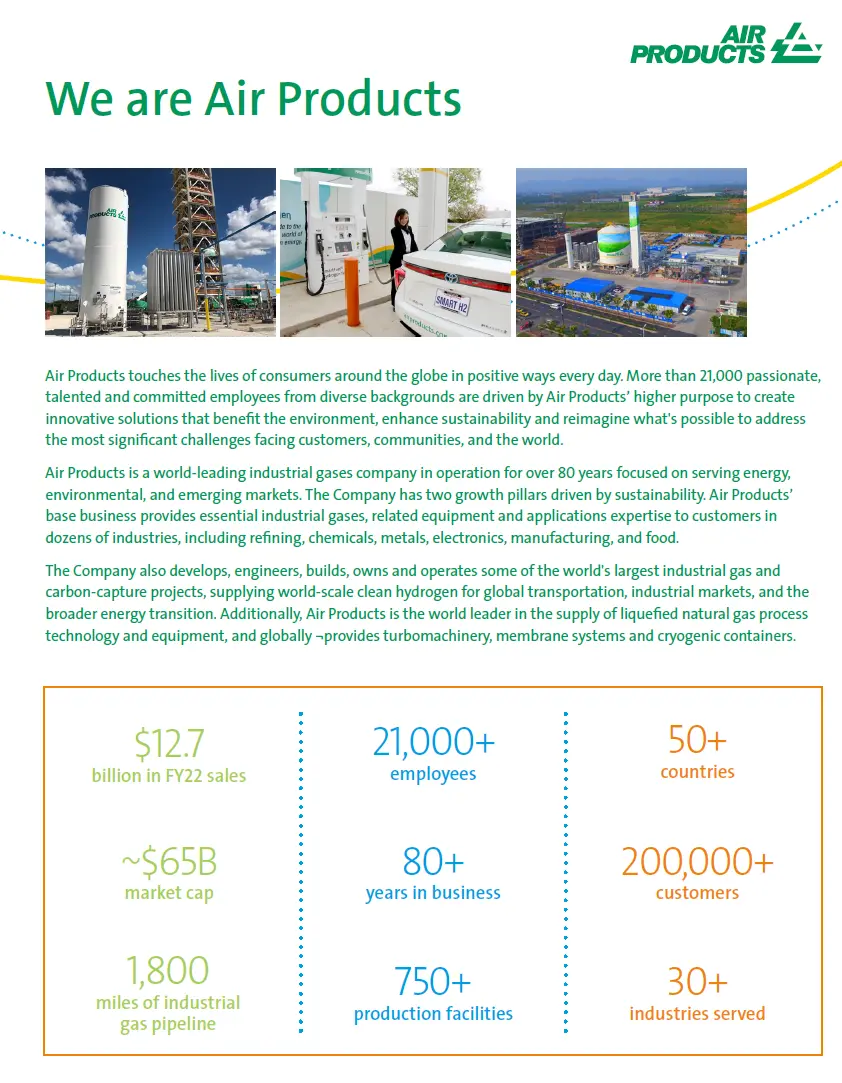 AIR
PRODUCTS
We are Air Products
AIR
PRODUCTS
SMART H2
Air Products touches the lives of consumers around the globe in positive ways every day. More than 21,000 passionate,
talented and committed employees from diverse backgrounds are driven by Air Products’ higher purpose to create
innovative solutions that benefit the environment, enhance sustainability and reimagine what's possible to address
the most significant challenges facing customers, communities, and the world.
Air Products is a world-leading industrial gases company in operation for over 80 years focused on serving energy,
environmental, and emerging markets. The Company has two growth pillars driven by sustainability. Air Products’
base business provides essential industrial gases, related equipment and applications expertise to customers in
dozens of industries, including refining, chemicals, metals, electronics, manufacturing, and food.
The Company also develops, engineers, builds, owns and operates some of the world's largest industrial gas and
carbon-capture projects, supplying world-scale clean hydrogen for global transportation, industrial markets, and the
broader energy transition. Additionally, Air Products is the world leader in the supply of liquefied natural gas process
technology and equipment, and globally ¬provides turbomachinery, membrane systems and cryogenic containers.
$12.7
billion in FY22 sales
21,000+
employees
50+
countries
~$65B
market cap
80+
years in business
200,000+
customers
1,800
miles of industrial
gas pipeline
750+
production facilities
30+
industries served